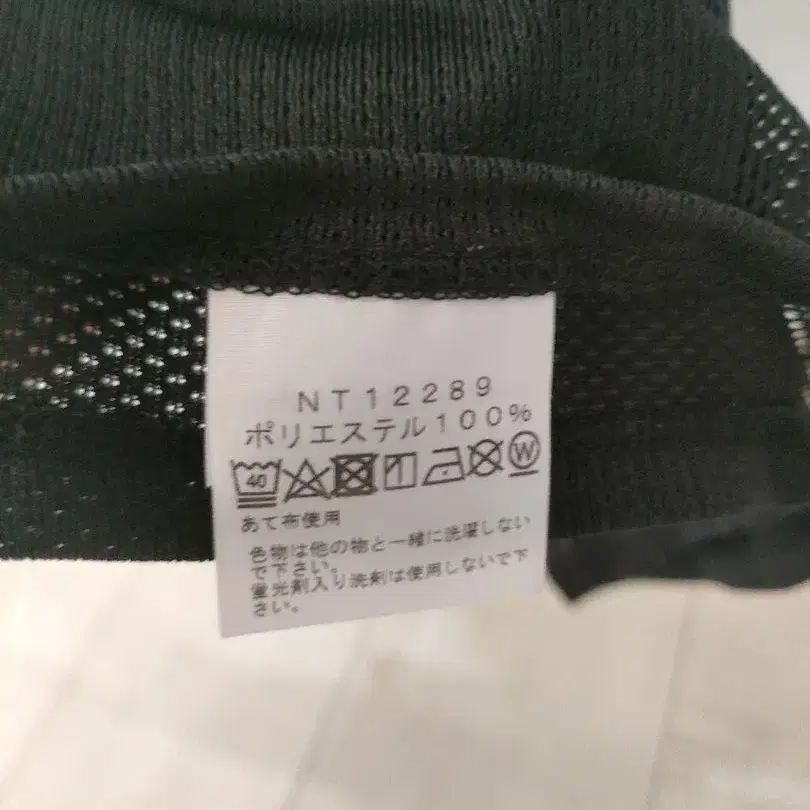 NT12289
ポリエステル100%
40 W
あて布使用
色物は他の物と一緒に洗濯しない
で下さい。
蛍光剤入り洗剤は使用しないで下
さい。